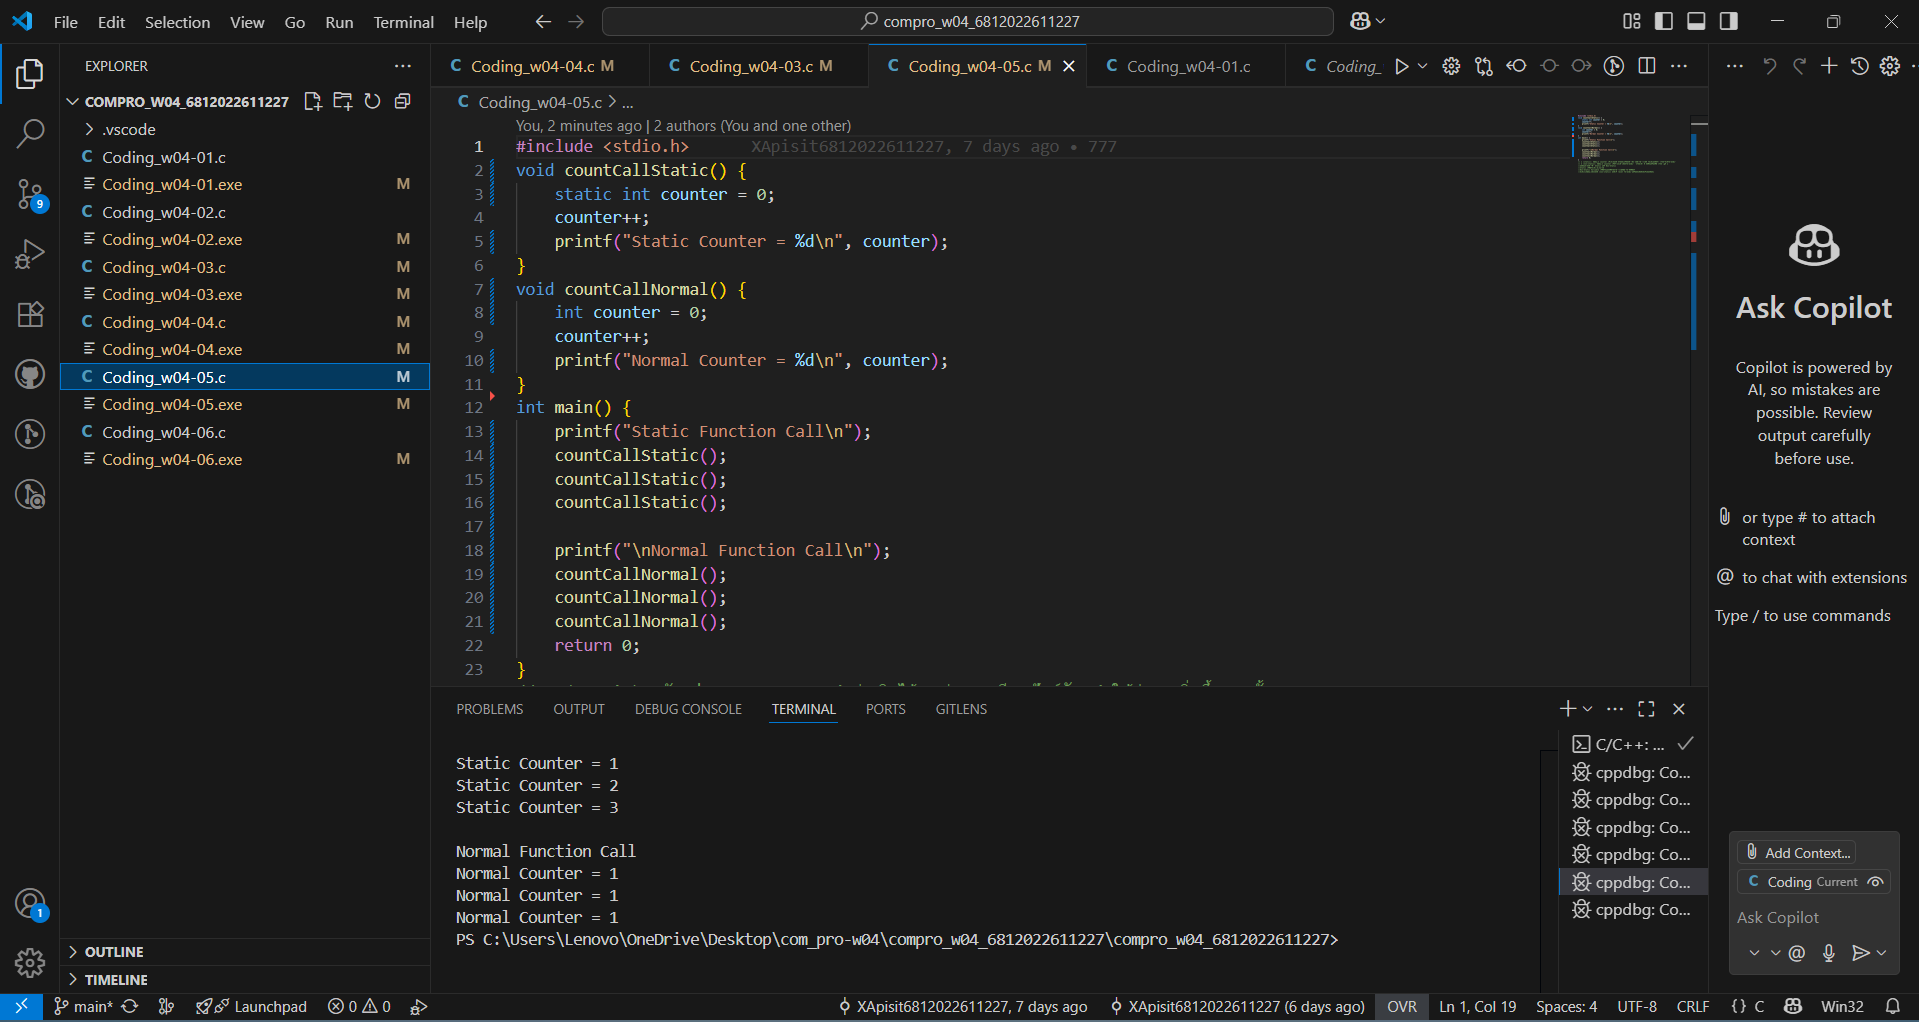 File Edit Selection View Go Run Terminal Help
compro_w04_6812022611227
EXPLORER
COMPRO_W04_6812022611227
.vscode
C Coding_w04-01.c
Coding_w04-01.exe M
C Coding_w04-02.c
Coding_w04-02.exe M
C Coding_w04-03.c M
Coding_w04-03.exe M
C Coding_w04-04.c M
Coding_w04-04.exe M
C Coding_w04-05.c M
Coding_w04-05.exe M
C Coding_w04-06.c
Coding_w04-06.exe M
9
1
OUTLINE
TIMELINE
C Coding_w04-04.c M C Coding_w04-03.c M C Coding_w04-05.c M C Coding_w04-01.c C Coding_
C Coding_w04-05.c > ...
You, 2 minutes ago | 2 authors (You and one other)
1 #include <stdio.h> XApisit6812022611227, 7 days ago • 777
2 void countCallStatic() {
3 static int counter = 0;
4 counter++;
5 printf("Static Counter = %d\n", counter);
6 }
7 void countCallNormal() {
8 int counter = 0;
9 counter++;
10 printf("Normal Counter = %d\n", counter);
11 }
12 int main() {
13 printf("Static Function Call\n");
14 countCallStatic();
15 countCallStatic();
16 countCallStatic();
17
18 printf("\nNormal Function Call\n");
19 countCallNormal();
20 countCallNormal();
21 countCallNormal();
22 return 0;
23 }
PROBLEMS OUTPUT DEBUG CONSOLE TERMINAL PORTS GITLENS
Static Counter = 1
Static Counter = 2
Static Counter = 3
Normal Function Call
Normal Counter = 1
Normal Counter = 1
Normal Counter = 1
PS C:\Users\Lenovo\OneDrive\Desktop\com_pro-w04\compro_w04_6812022611227\compro_w04_6812022611227>
C/C++: ...
cppdbg: Co...
cppdbg: Co...
cppdbg: Co...
cppdbg: Co...
cppdbg: Co...
cppdbg: Co...
Ask Copilot
Copilot is powered by
AI, so mistakes are
possible. Review
output carefully
before use.
or type # to attach
context
@ to chat with extensions
Type / to use commands
Add Context...
C Coding Current
Ask Copilot
main* Launchpad 0 0 XApisit6812022611227, 7 days ago XApisit6812022611227 (6 days ago) OVR Ln 1, Col 19 Spaces: 4 UTF-8 CRLF {} C Win32